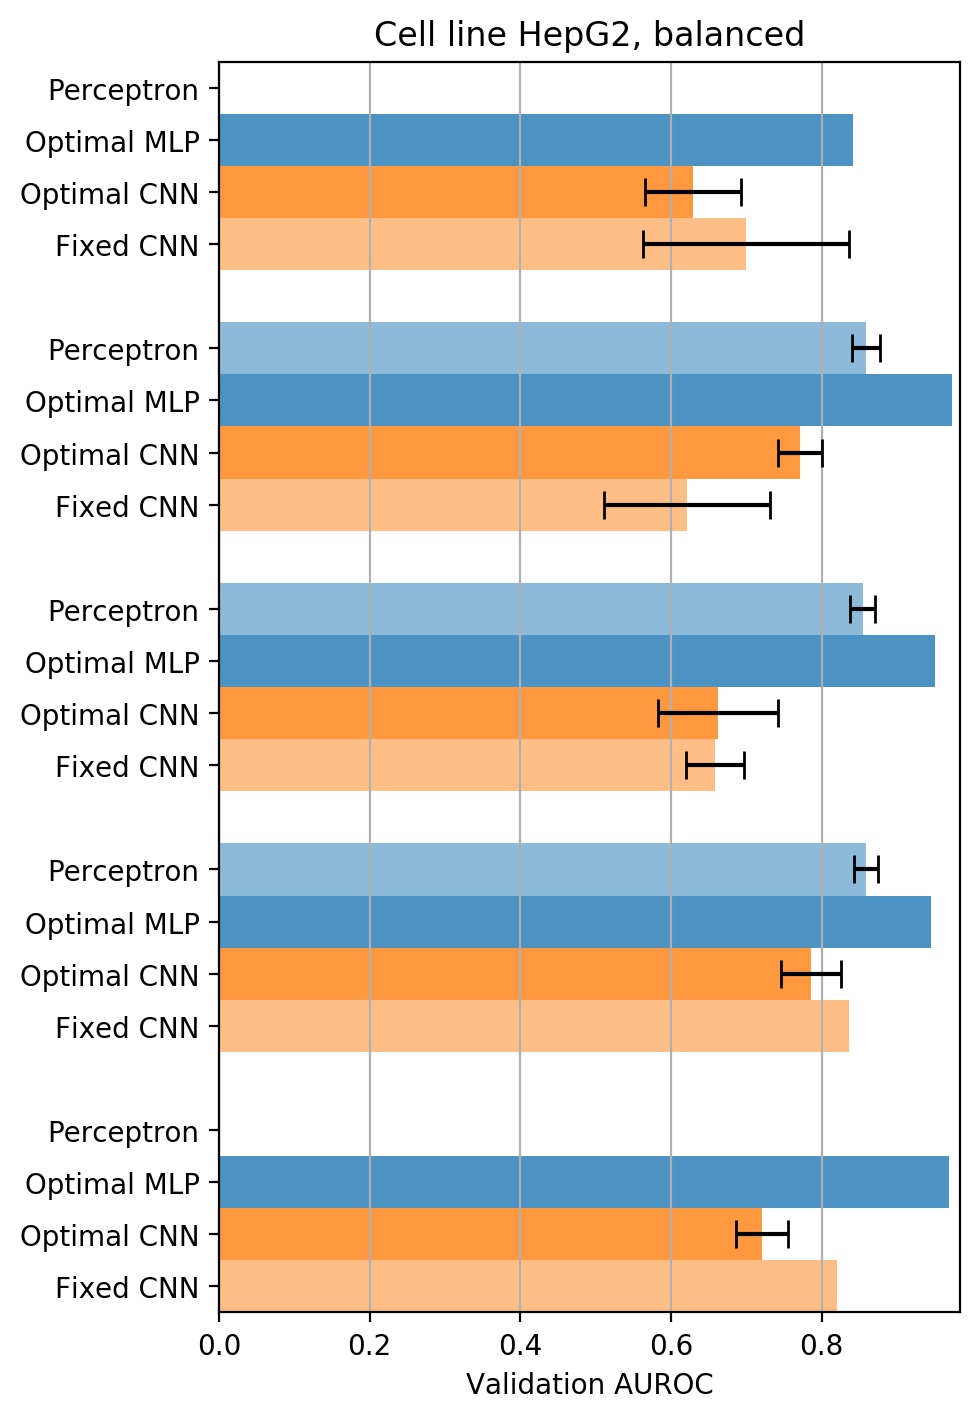 Cell line HepG2, balanced
Perceptron
Optimal MLP
Optimal CNN
Fixed CNN
Perceptron
Optimal MLP
Optimal CNN
Fixed CNN
Perceptron
Optimal MLP
Optimal CNN
Fixed CNN
Perceptron
Optimal MLP
Optimal CNN
Fixed CNN
Perceptron
Optimal MLP
Optimal CNN
Fixed CNN
0.0 0.2 0.4 0.6 0.8
Validation AUROC